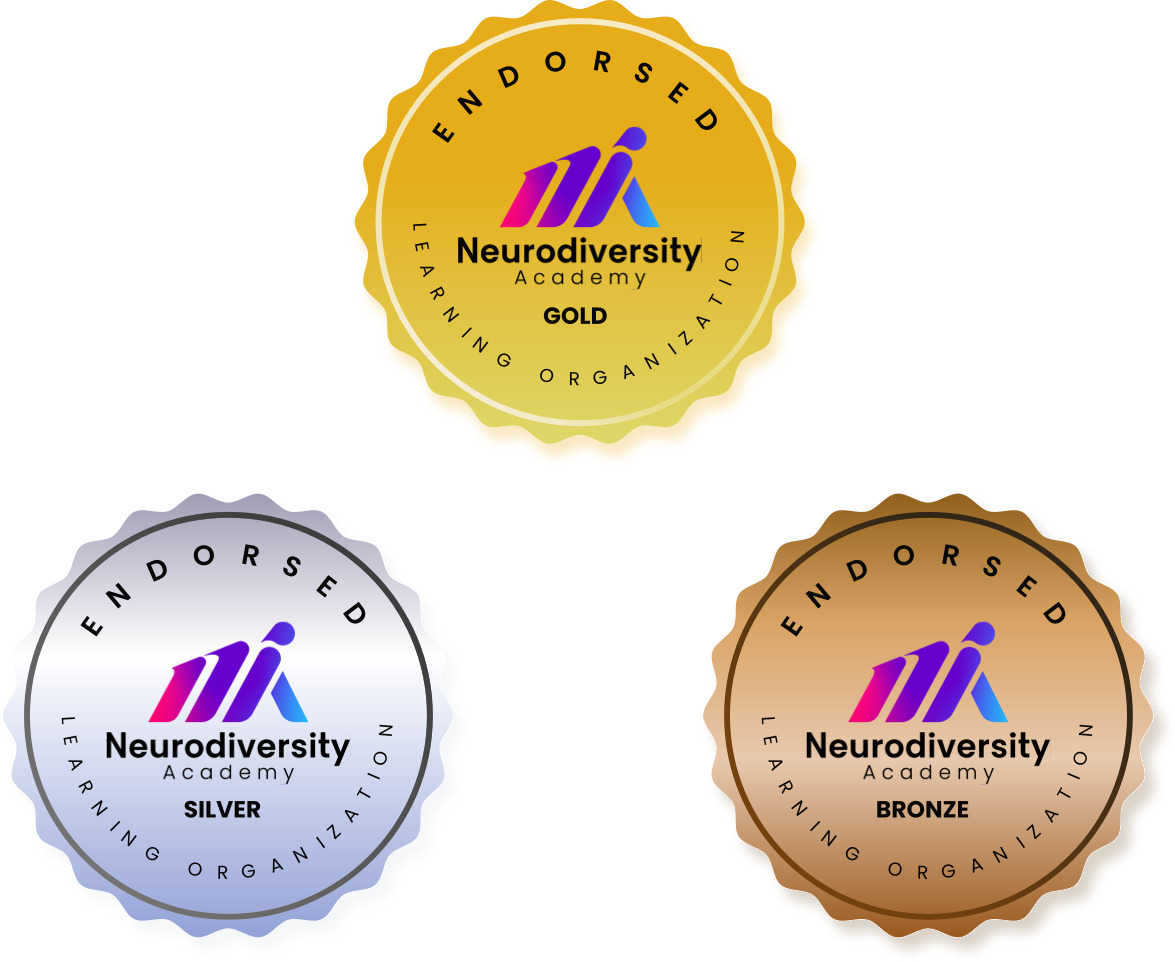 ENDORSED
Neurodiversity
Academy
GOLD
LEARNING ORGANIZATION
ENDORSED
Neurodiversity
Academy
SILVER
LEARNING ORGANIZATION
ENDORSED
Neurodiversity
Academy
BRONZE
LEARNING ORGANIZATION